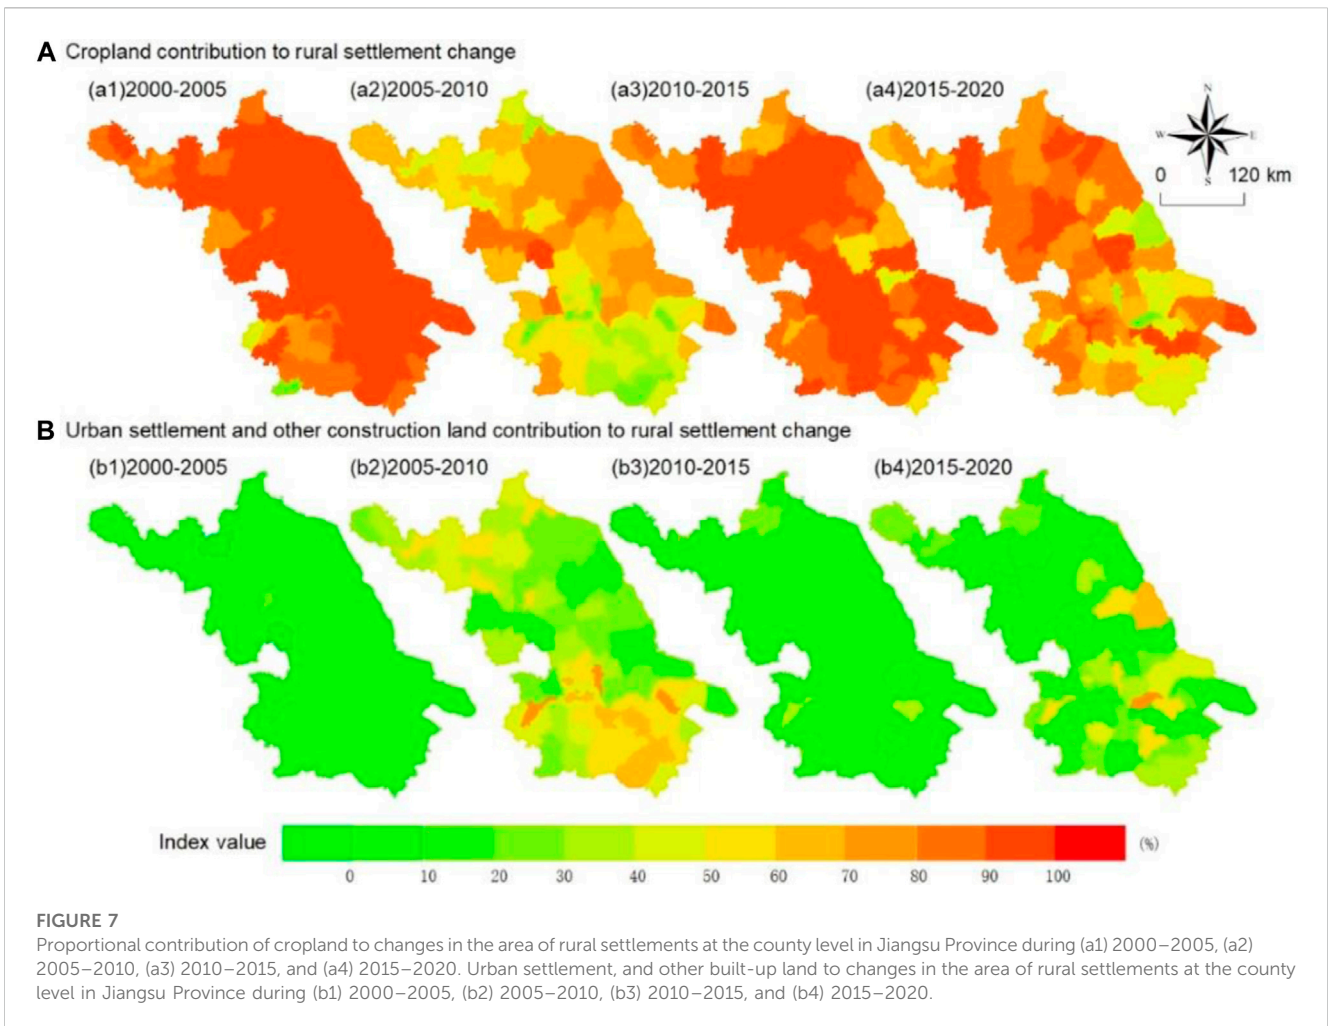 A Cropland contribution to rural settlement change
(a1)2000-2005
(a2)2005-2010
(a3)2010-2015
(a4)2015-2020
N
W
E
S
0
120 km
B Urban settlement and other construction land contribution to rural settlement change
(b1)2000-2005
(b2)2005-2010
(b3)2010-2015
(b4)2015-2020
Index value
(%)
0 10 20 30 40 50 60 70 80 90 100
FIGURE 7
Proportional contribution of cropland to changes in the area of rural settlements at the county level in Jiangsu Province during (a1) 2000–2005, (a2)
2005–2010, (a3) 2010–2015, and (a4) 2015–2020. Urban settlement, and other built-up land to changes in the area of rural settlements at the county
level in Jiangsu Province during (b1) 2000–2005, (b2) 2005–2010, (b3) 2010–2015, and (b4) 2015–2020.